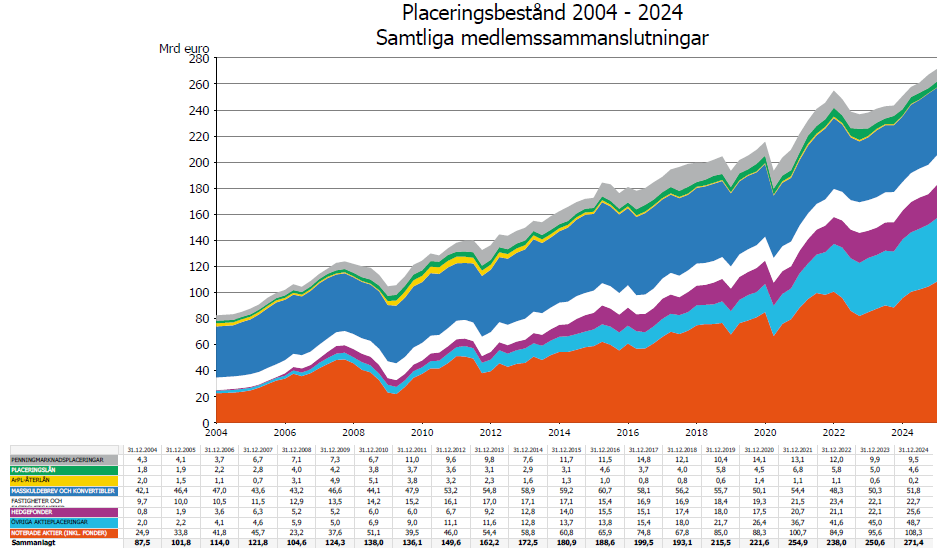 Placeringsbestånd 2004 - 2024
Samtliga medlemssammanslutningar
Mrd euro
280
260
240
220
200
180
160
140
120
100
80
60
40
20
0
2004 2006 2008 2010 2012 2014 2016 2018 2020 2022 2024
31.12.2004 31.12.2005 31.12.2006 31.12.2007 31.12.2008 31.12.2009 31.12.2010 31.12.2011 31.12.2012 31.12.2013 31.12.2014 31.12.2015 31.12.2016 31.12.2017 31.12.2018 31.12.2019 31.12.2020 31.12.2021 31.12.2022 31.12.2023 31.12.2024
PENNINGMARKNADSPLACERINGAR 4,3 4,1 3,7 6,1 7,1 7,3 6,7 11,0 9,6 9,8 7,6 11,7 11,5 14,8 12,1 10,4 14,1 13,1 12,0 9,9 9,5
PLACERINGSLÅN 1,8 1,9 2,2 2,8 4,0 4,2 3,8 3,7 3,6 3,1 2,9 3,1 4,6 3,7 4,0 5,8 4,5 6,8 5,8 5,0 4,6
ArPL-ÅTERLÅN 2,0 1,5 1,1 0,7 3,1 4,9 5,1 3,8 3,2 2,3 1,6 1,3 1,0 0,8 0,8 0,6 1,4 1,1 1,1 0,6 0,2
MASSKULDEBREV OCH KONVERTIBLER 42,1 46,4 47,0 43,6 43,2 46,6 44,1 47,9 53,2 54,8 58,9 59,2 60,7 58,1 56,2 55,7 50,1 54,4 48,3 50,3 51,8
FASTIGHETER OCH 9,7 10,0 10,5 11,5 12,9 13,5 14,2 15,2 16,1 17,0 17,1 17,1 15,4 16,9 16,9 18,4 19,3 21,5 23,4 22,1 22,7
HEDGEFONDER 0,8 1,9 3,6 6,3 5,2 5,2 6,0 6,0 6,7 9,2 12,8 14,0 15,5 15,1 17,4 18,0 17,5 20,7 21,1 22,1 25,6
ÖVRIGA AKTIEPLACERINGAR 2,0 2,2 4,1 4,6 5,9 5,0 6,9 9,0 11,1 11,6 12,8 13,7 13,8 15,4 18,0 21,7 26,4 36,7 41,6 45,0 48,7
NOTERADE AKTIER (INKL. FONDER) 24,9 33,8 41,8 45,7 23,2 37,6 51,1 39,5 46,0 54,4 58,8 60,8 65,9 74,8 67,8 85,0 88,3 100,7 84,9 95,6 108,3
Sammanlagt 87,5 101,8 114,0 121,8 104,6 124,3 138,0 136,1 149,6 162,2 172,4 180,9 188,6 199,5 193,1 215,5 221,6 254,9 238,0 250,6 271,4